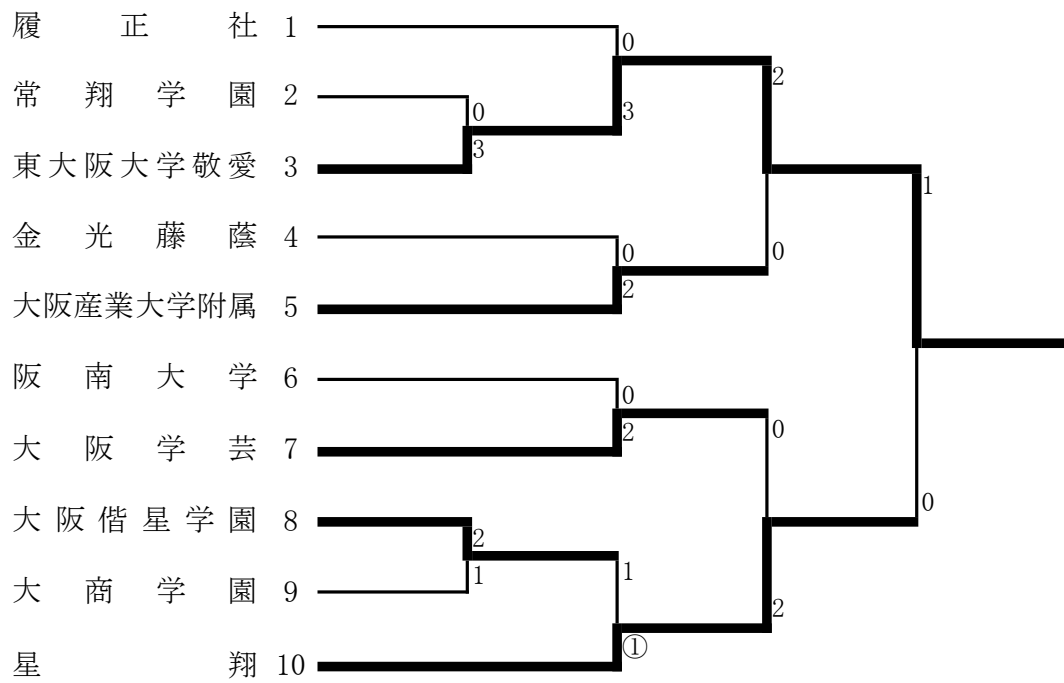 履正社 1
0
2
常翔学園 2
0
3
3
東大阪大学敬愛 3
1
金光藤蔭 4
0
0
大阪産業大学附属 5
2
阪南大学 6
0
大阪学芸 7
2
0
大阪偕星学園 8
0
2
1
1
大商学園 9
2
①
星翔 10